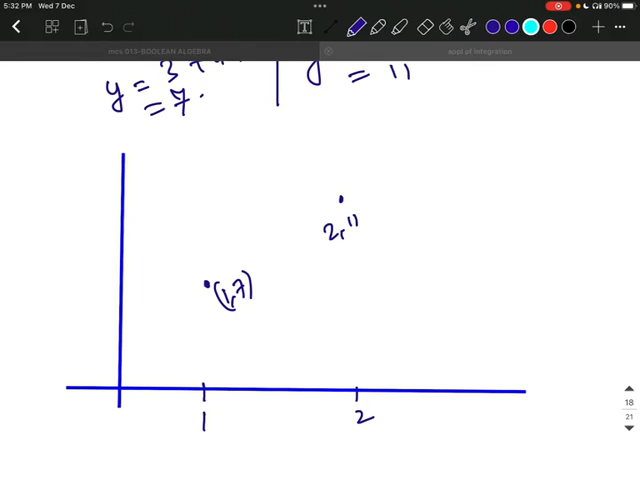 5:32 PM Wed 7 Dec
90%
mcs 013-BOOLEAN ALGEBRA
appl of integration
y = 3 +
= 11
= 7.
2, 11
(1, 7)
1 2
18
21